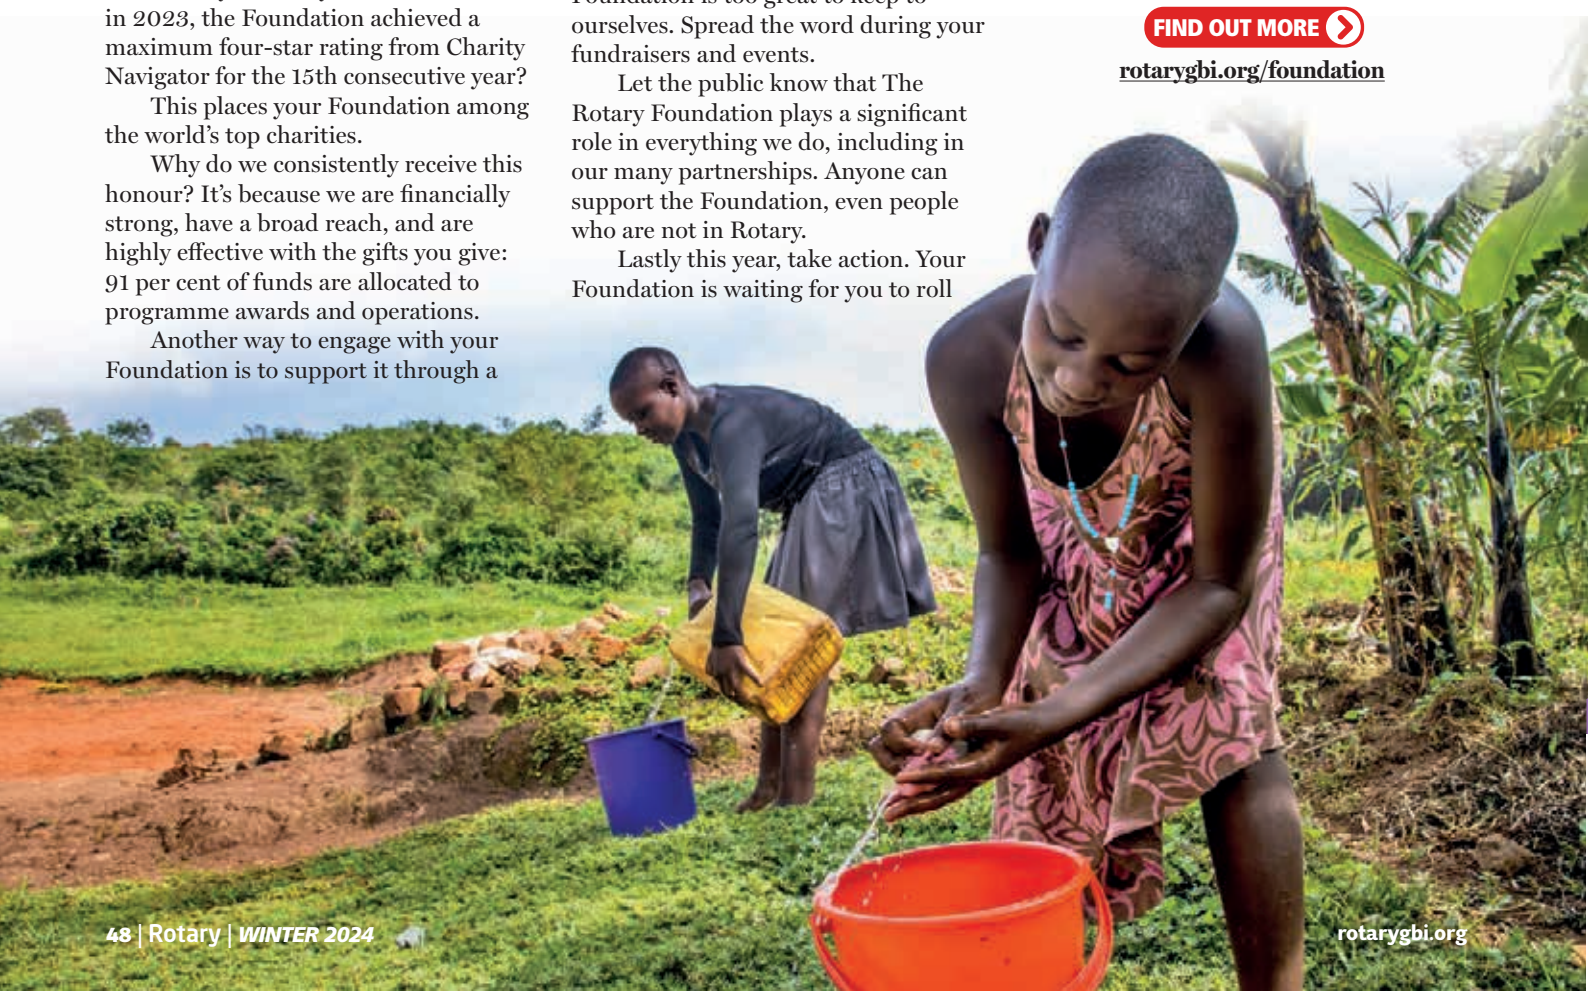 in 2023, the Foundation achieved a
maximum four-star rating from Charity
Navigator for the 15th consecutive year?
This places your Foundation among
the world's top charities.
Why do we consistently receive this
honour? It's because we are financially
strong, have a broad reach, and are
highly effective with the gifts you give:
91 per cent of funds are allocated to
programme awards and operations.
Another way to engage with your
Foundation is to support it through a
Foundation is too great to keep to
ourselves. Spread the word during your
fundraisers and events.
Let the public know that The
Rotary Foundation plays a significant
role in everything we do, including in
our many partnerships. Anyone can
support the Foundation, even people
who are not in Rotary.
Lastly this year, take action. Your
Foundation is waiting for you to roll
FIND OUT MORE
rotarygbi.org/foundation
48 | Rotary | WINTER 2024
rotarygbi.org